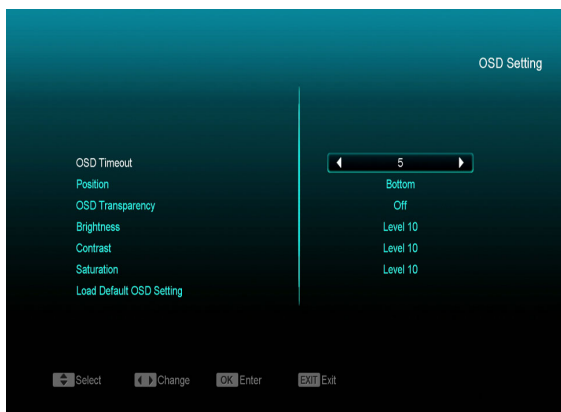 OSD Setting
OSD Timeout 5
Position Bottom
OSD Transparency Off
Brightness Level 10
Contrast Level 10
Saturation Level 10
Load Default OSD Setting
Select Change OK Enter EXIT Exit